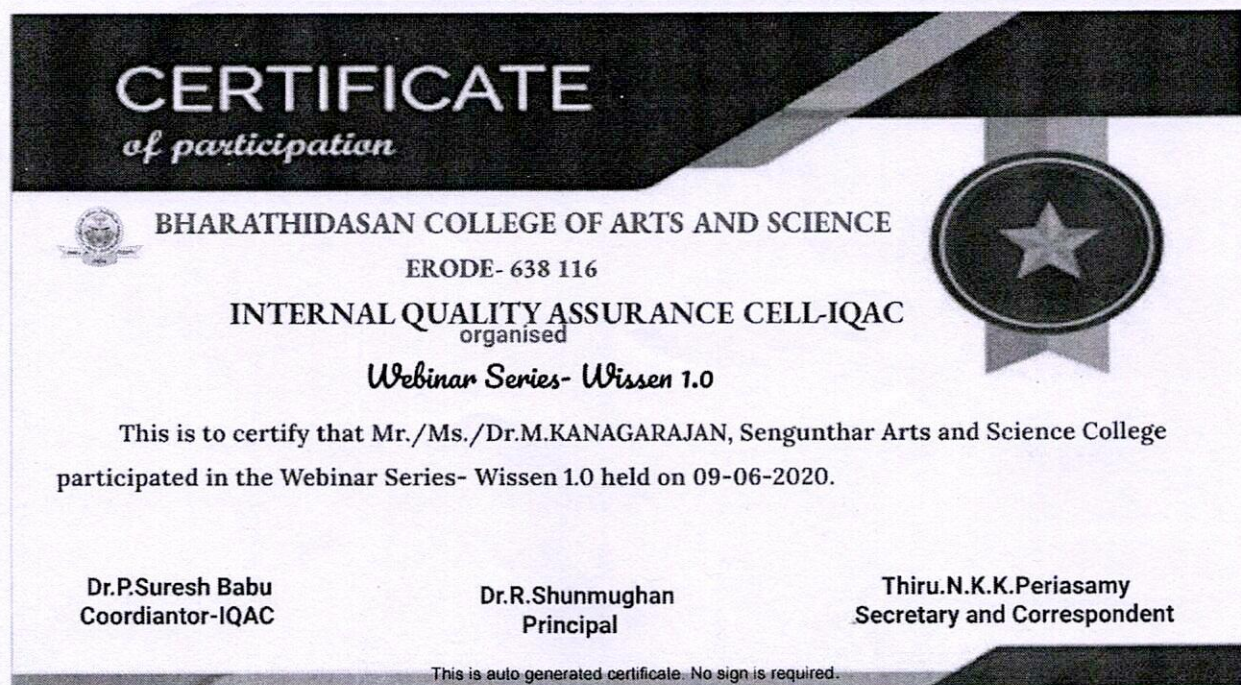 CERTIFICATE
of participation
BHARATHIDASAN COLLEGE OF ARTS AND SCIENCE
ERODE- 638 116
INTERNAL QUALITY ASSURANCE CELL-IQAC
organised
Webinar Series- Wissen 1.0
This is to certify that Mr./Ms./Dr.M.KANAGARAJAN, Sengunthar Arts and Science College
participated in the Webinar Series- Wissen 1.0 held on 09-06-2020.
Dr.P.Suresh Babu
Coordiantor-IQAC
Dr.R.Shunmughan
Principal
Thiru.N.K.K.Periasamy
Secretary and Correspondent
This is auto generated certificate. No sign is required.